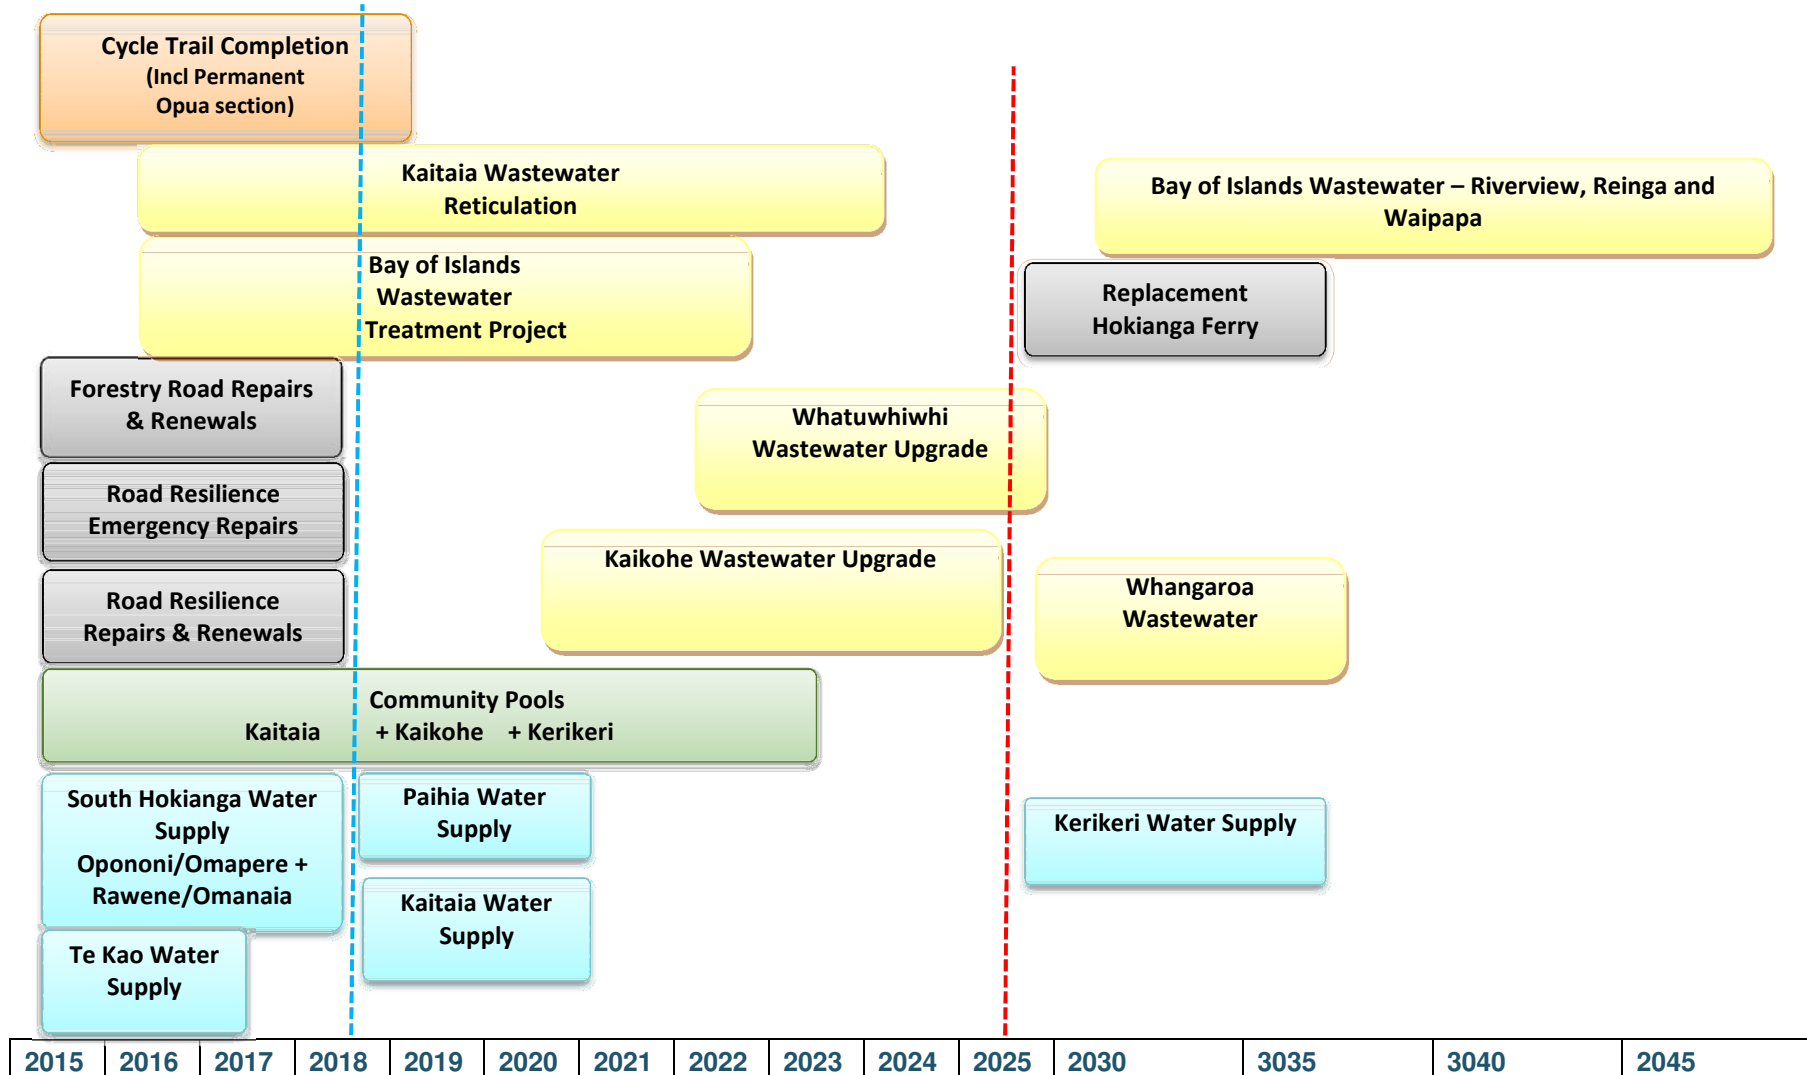 Cycle Trail Completion
(Incl Permanent
Opua section)
Kaitaia Wastewater
Reticulation
Bay of Islands Wastewater – Riverview, Reinga and
Waipapa
Bay of Islands
Wastewater
Treatment Project
Replacement
Hokianga Ferry
Forestry Road Repairs
& Renewals
Whatuwhiwhi
Wastewater Upgrade
Road Resilience
Emergency Repairs
Kaikohe Wastewater Upgrade
Whangaroa
Wastewater
Road Resilience
Repairs & Renewals
Community Pools
Kaitaia + Kaikohe + Kerikeri
South Hokianga Water
Supply
Opononi/Omapere +
Rawene/Omanaia
Paihia Water
Supply
Kerikeri Water Supply
Kaitaia Water
Supply
Te Kao Water
Supply
2015 2016 2017 2018 2019 2020 2021 2022 2023 2024 2025 2030 3035 3040 2045